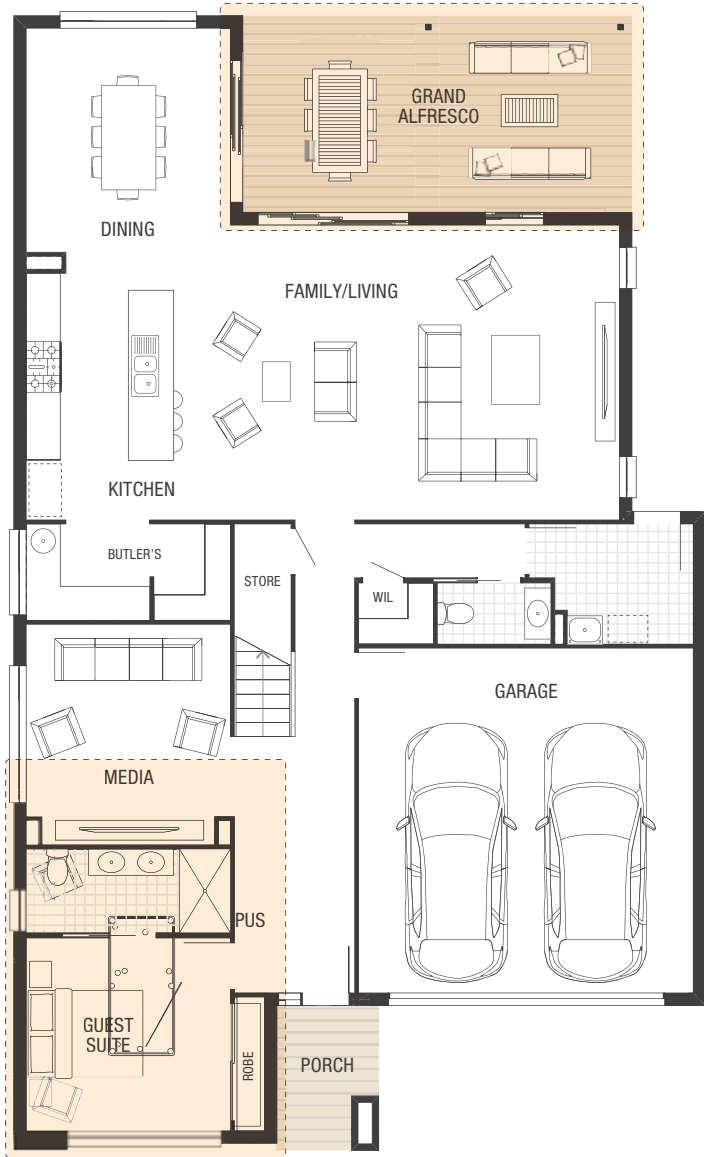 GRAND
ALFRESCO
DINING
FAMILY/LIVING
KITCHEN
BUTLER'S
STORE
WIL
GARAGE
MEDIA
PUS
GUEST
SUITE
ROBE
PORCH